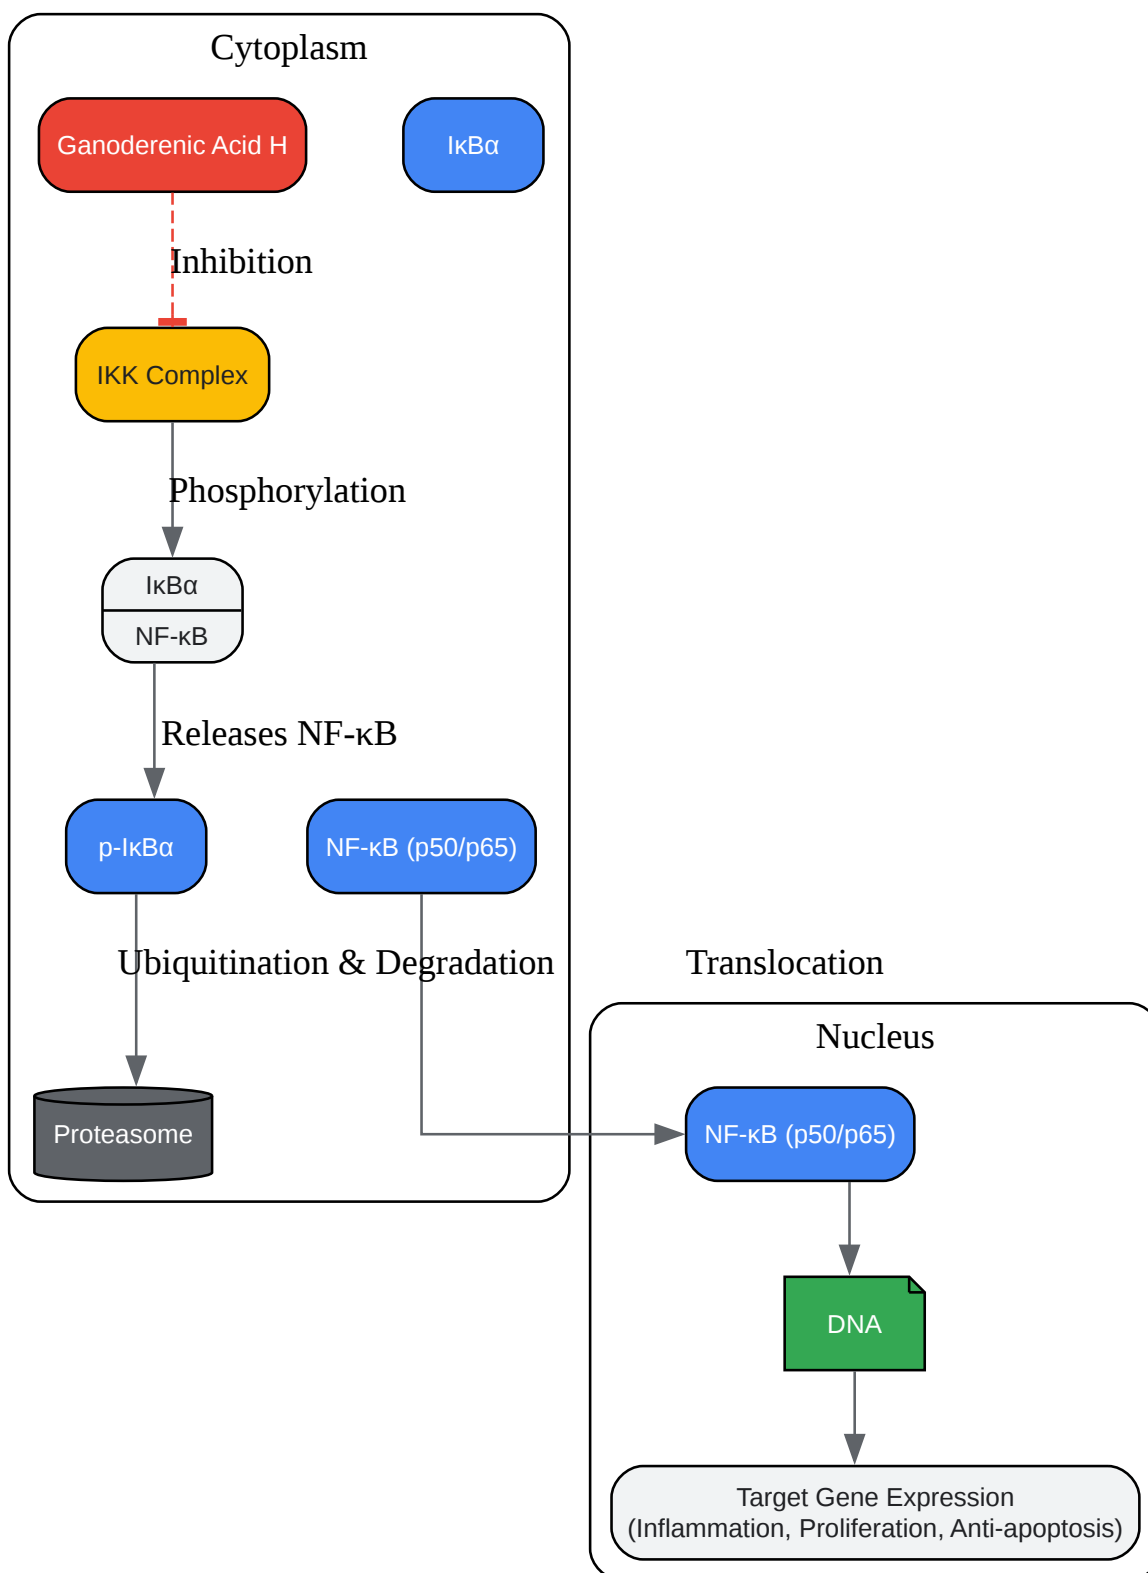 Cytoplasm
Ganoderenic Acid H
IκBα
Inhibition
IKK Complex
Phosphorylation
IκBα
NF-κB
Releases NF-κB
p-IκBα
NF-κB (p50/p65)
Ubiquitination & Degradation
Translocation
Nucleus
Proteasome
NF-κB (p50/p65)
DNA
Target Gene Expression
(Inflammation, Proliferation, Anti-apoptosis)